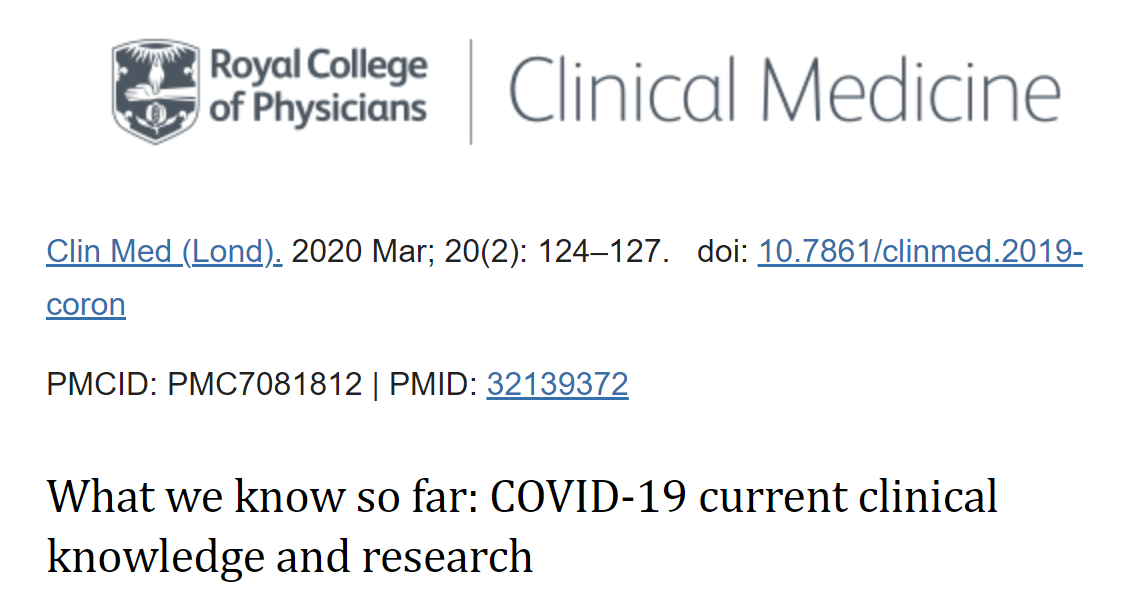 Royal College
of Physicians
Clinical Medicine
Clin Med (Lond). 2020 Mar; 20(2): 124–127. doi: 10.7861/clinmed.2019-
coron
PMCID: PMC7081812 | PMID: 32139372
What we know so far: COVID-19 current clinical
knowledge and research